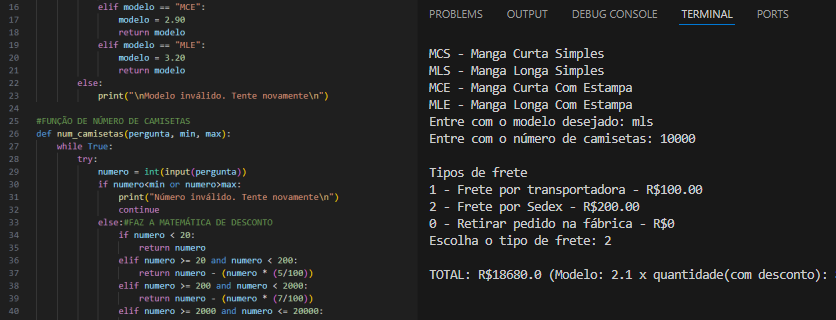 16 elif modelo == "MCE":
17 modelo = 2.90
18 return modelo
19 elif modelo == "MLE":
20 modelo = 3.20
21 return modelo
22 else:
23 print("\nModelo inválido. Tente novamente\n")
24
25 #FUNÇÃO DE NÚMERO DE CAMISETAS
26 def num_camisetas(pergunta, min, max):
27 while True:
28 try:
29 numero = int(input(pergunta))
30 if numero<min or numero>max:
31 print("Número inválido. Tente novamente\n")
32 continue
33 else:#FAZ A MATEMÁTICA DE DESCONTO
34 if numero < 20:
35 return numero
36 elif numero >= 20 and numero < 200:
37 return numero - (numero * (5/100))
38 elif numero >= 200 and numero < 2000:
39 return numero - (numero * (7/100))
40 elif numero >= 2000 and numero <= 20000:
PROBLEMS OUTPUT DEBUG CONSOLE TERMINAL PORTS
MCS - Manga Curta Simples
MLS - Manga Longa Simples
MCE - Manga Curta Com Estampa
MLE - Manga Longa Com Estampa
Entre com o modelo desejado: mls
Entre com o número de camisetas: 10000
Tipos de frete
1 - Frete por transportadora - R$100.00
2 - Frete por Sedex - R$200.00
0 - Retirar pedido na fábrica - R$0
Escolha o tipo de frete: 2
TOTAL: R$18680.0 (Modelo: 2.1 x quantidade(com desconto):